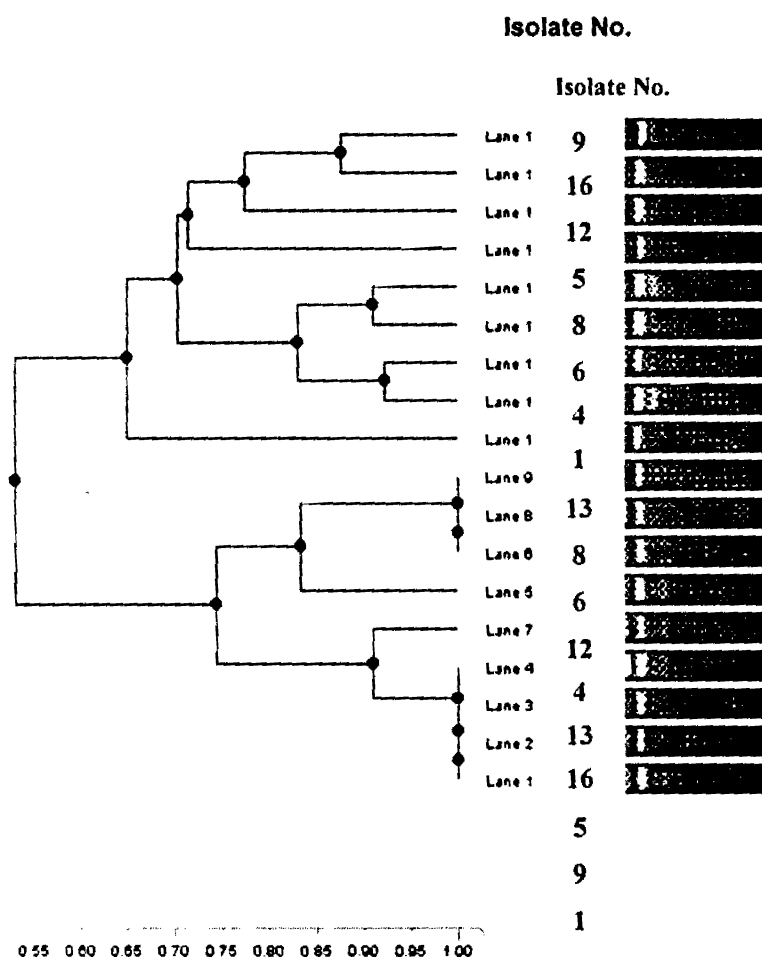 Isolate No.
Isolate No.
Lane 1 9
Lane 1 16
Lane 1 12
Lane 1 5
Lane 1 8
Lane 1 6
Lane 1 4
Lane 1 1
Lane 1
Lane 9 13
Lane 8 8
Lane 6 6
Lane 5 12
Lane 7 4
Lane 4 13
Lane 3 16
Lane 2 5
Lane 1 9
1
0.55 0.60 0.65 0.70 0.75 0.80 0.85 0.90 0.95 1.00